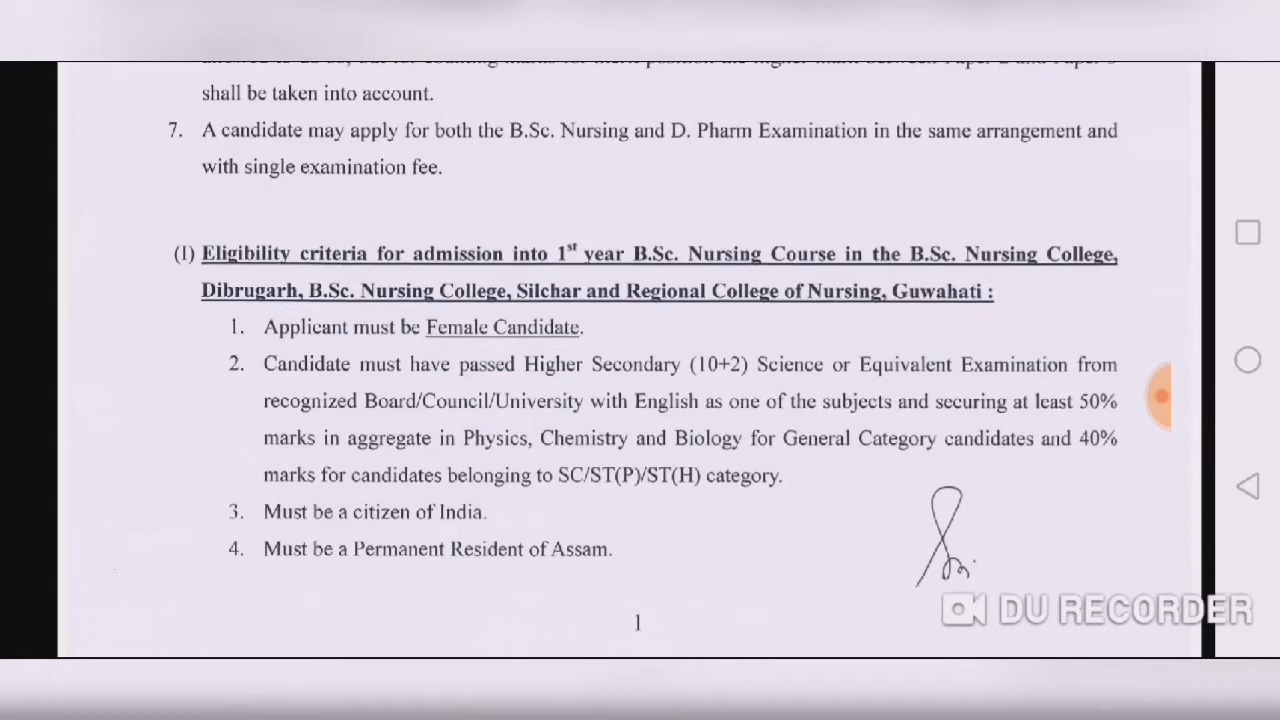 shall be taken into account.
7. A candidate may apply for both the B.Sc. Nursing and D. Pharm Examination in the same arrangement and
with single examination fee.
(I) Eligibility criteria for admission into 1st year B.Sc. Nursing Course in the B.Sc. Nursing College,
Dibrugarh, B.Sc. Nursing College, Silchar and Regional College of Nursing, Guwahati :
1. Applicant must be Female Candidate.
2. Candidate must have passed Higher Secondary (10+2) Science or Equivalent Examination from
recognized Board/Council/University with English as one of the subjects and securing at least 50%
marks in aggregate in Physics, Chemistry and Biology for General Category candidates and 40%
marks for candidates belonging to SC/ST(P)/ST(H) category.
3. Must be a citizen of India.
4. Must be a Permanent Resident of Assam.
1
DU RECORDER